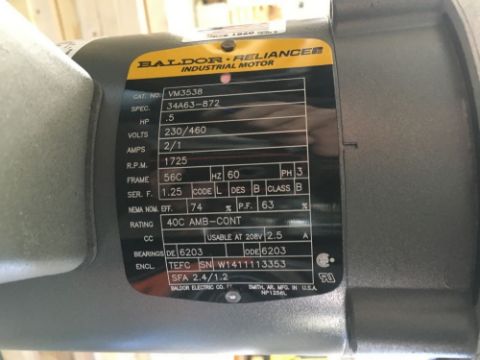 BALDOR · RELIANCE
INDUSTRIAL MOTOR
CAT. NO. VM3538
SPEC. 34A63-872
HP .5
VOLTS 230/460
AMPS 2/1
R.P.M. 1725
FRAME 56C HZ 60 PH 3
SER. F. 1.25 CODE L DES B CLASS B
NEMA NOM. EFF. 74 % P.F. 63 %
RATING 40C AMB-CONT
CC USABLE AT 208V 2.5 A
BEARINGS DE 6203 ODE 6203
ENCL. TEFC SN W1411113353
SFA 2.4/1.2
BALDOR ELECTRIC CO. FT. SMITH, AR. MFG. IN U.S.A.
NP1256L